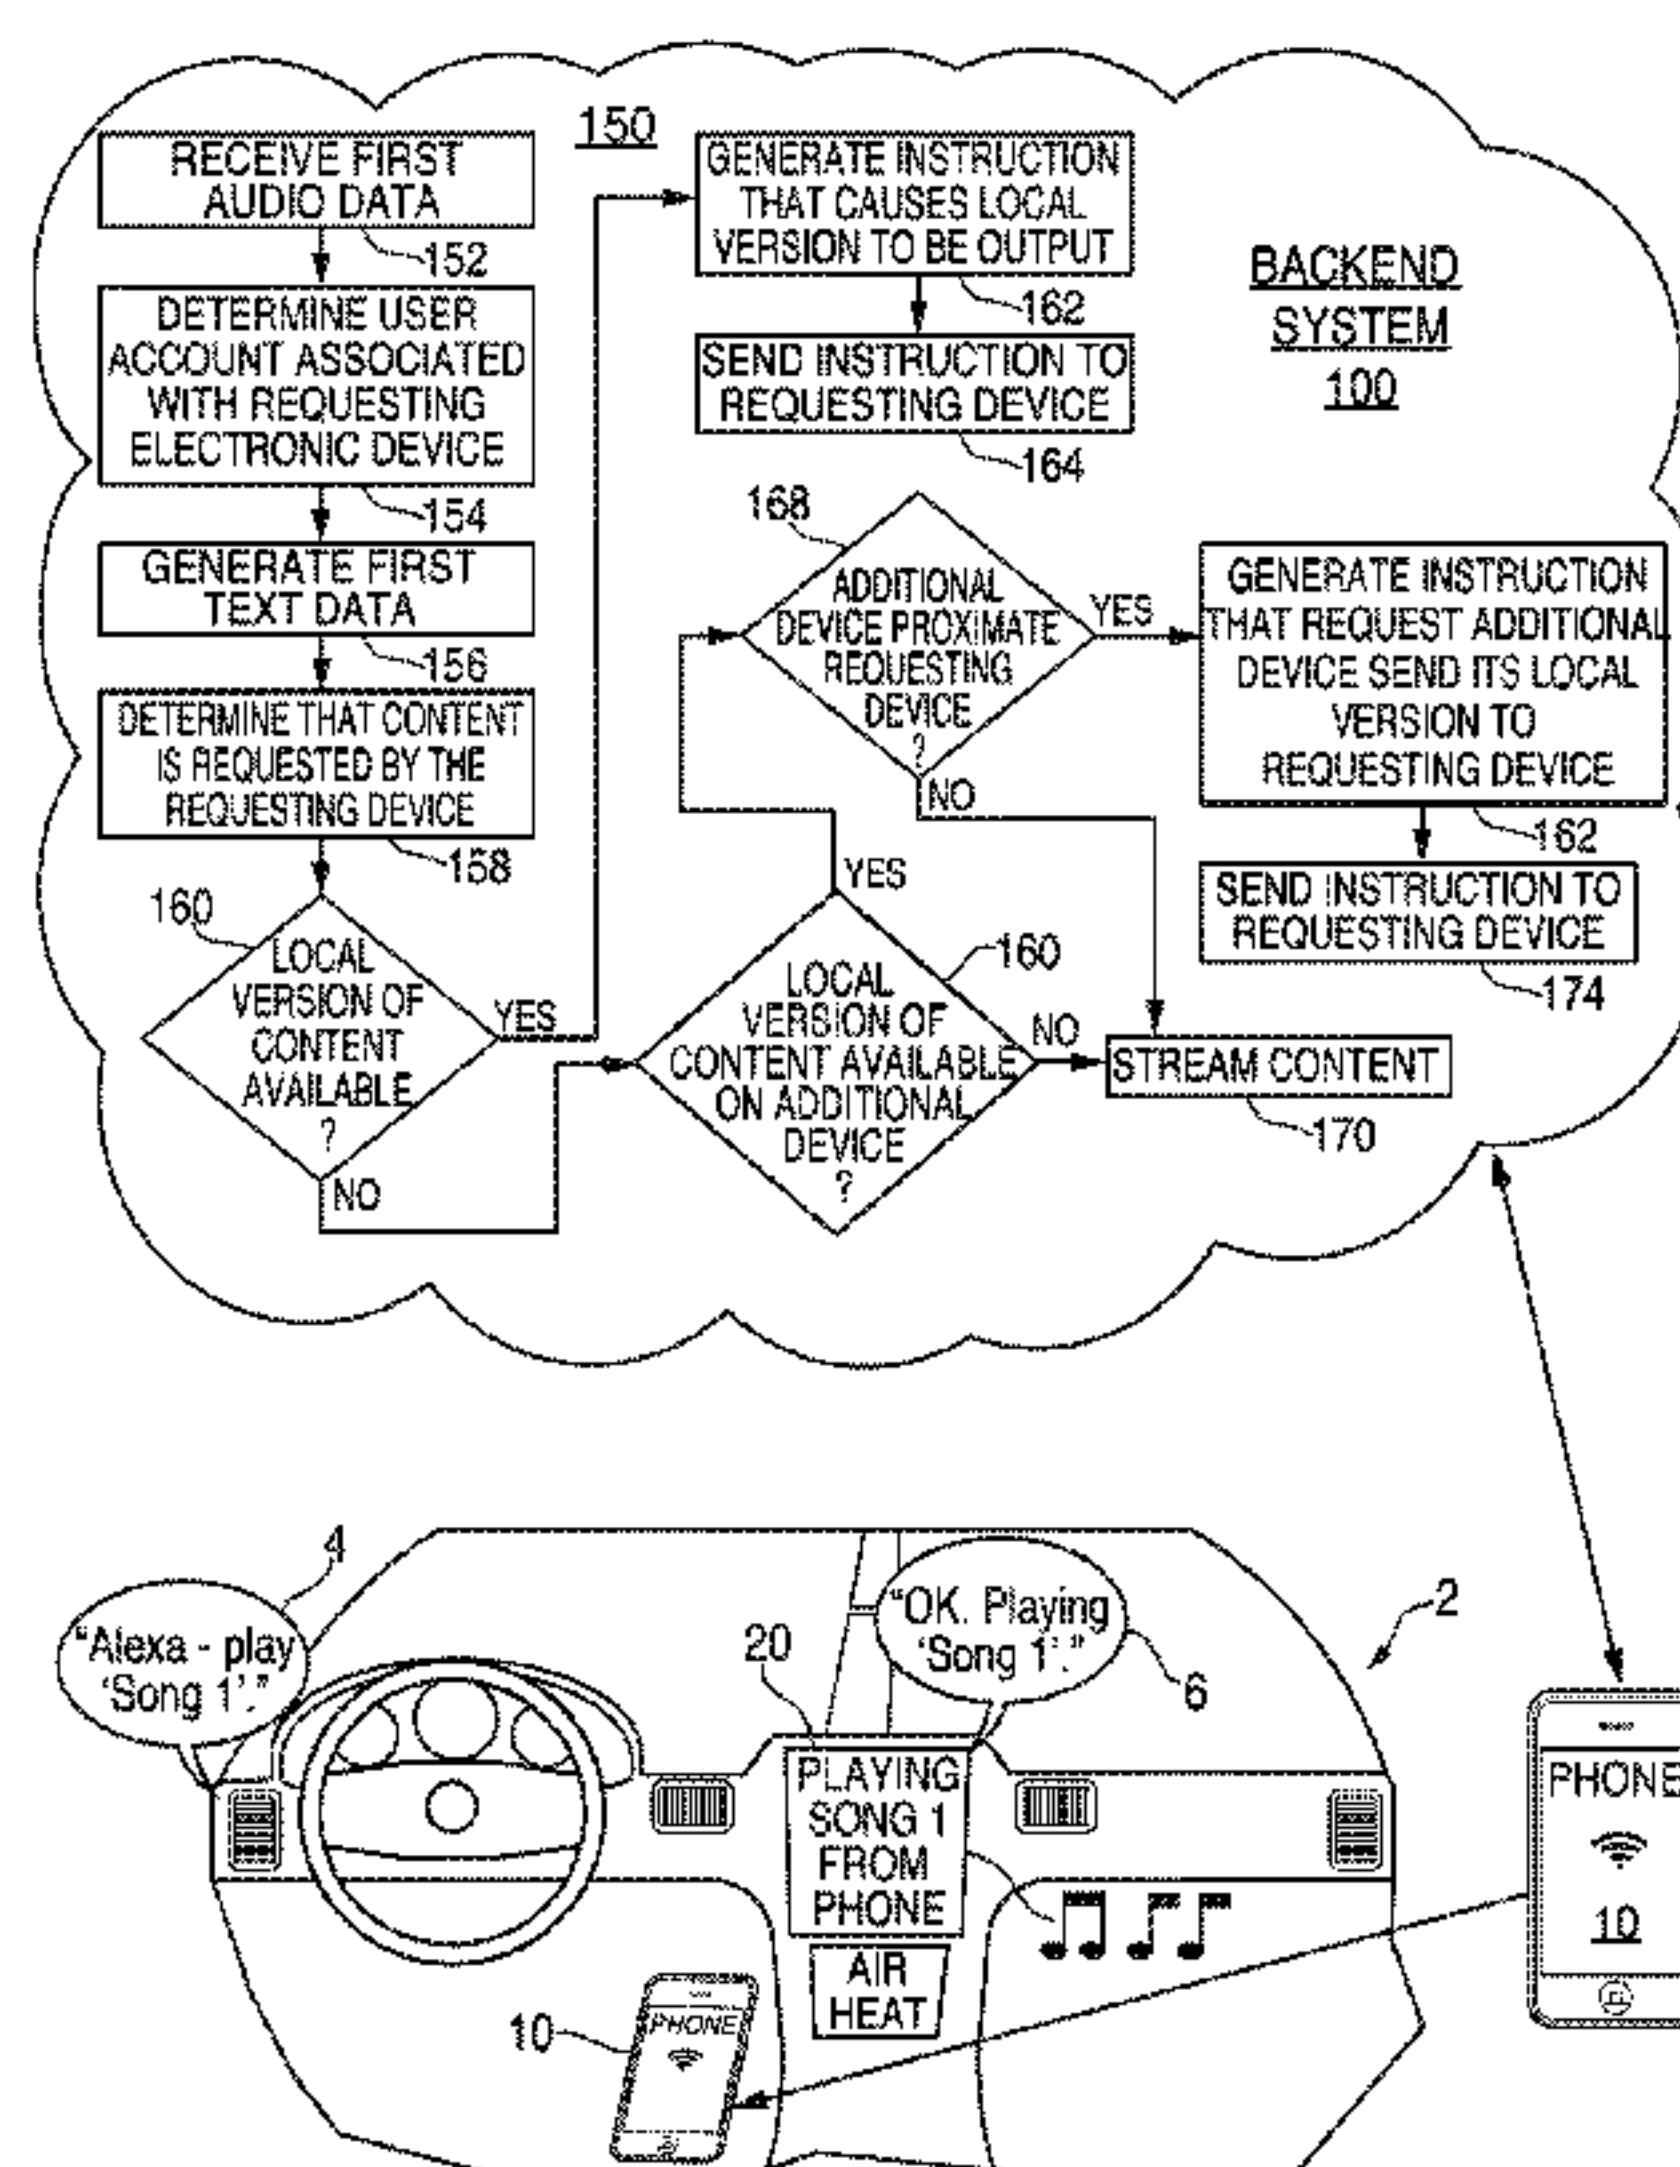 150
RECEIVE FIRST
AUDIO DATA
152
DETERMINE USER
ACCOUNT ASSOCIATED
WITH REQUESTING
ELECTRONIC DEVICE
154
GENERATE FIRST
TEXT DATA
156
DETERMINE THAT CONTENT
IS REQUESTED BY THE
REQUESTING DEVICE
158
160
LOCAL
VERSION OF
CONTENT
AVAILABLE
?
YES
NO
GENERATE INSTRUCTION
THAT CAUSES LOCAL
VERSION TO BE OUTPUT
162
SEND INSTRUCTION TO
REQUESTING DEVICE
164
BACKEND
SYSTEM
100
168
ADDITIONAL
DEVICE PROXIMATE
REQUESTING
DEVICE
?
YES
NO
GENERATE INSTRUCTION
THAT REQUEST ADDITIONAL
DEVICE SEND ITS LOCAL
VERSION TO
REQUESTING DEVICE
162
SEND INSTRUCTION TO
REQUESTING DEVICE
174
YES
160
LOCAL
VERSION OF
CONTENT AVAILABLE
ON ADDITIONAL
DEVICE
?
NO
STREAM CONTENT
170
4
"Alexa - play
'Song 1'."
20
"OK. Playing
'Song 1'."
6
2
PLAYING
SONG 1
FROM
PHONE
AIR
HEAT
10
PHONE
PHONE
10